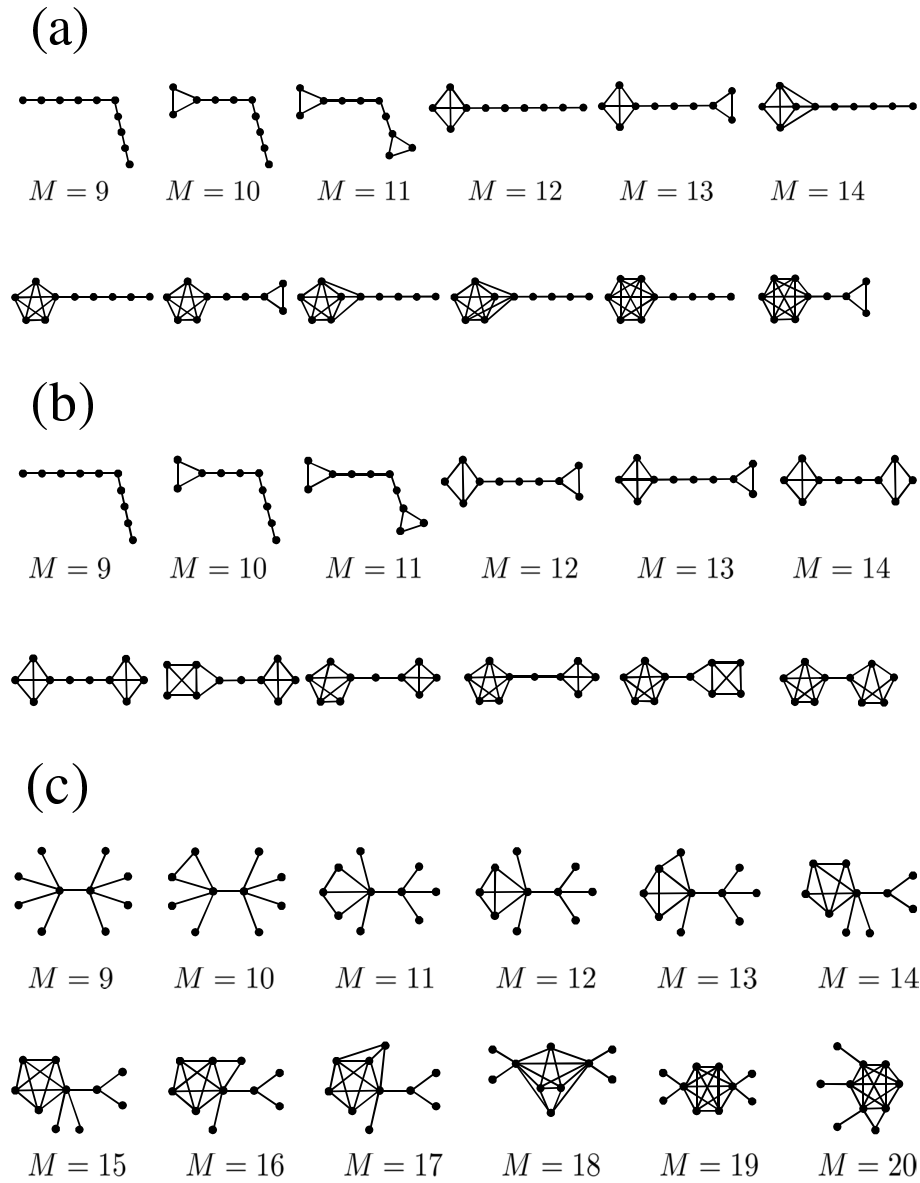 (a)
M = 9 M = 10 M = 11 M = 12 M = 13 M = 14
(b)
M = 9 M = 10 M = 11 M = 12 M = 13 M = 14
(c)
M = 9 M = 10 M = 11 M = 12 M = 13 M = 14
M = 15 M = 16 M = 17 M = 18 M = 19 M = 20